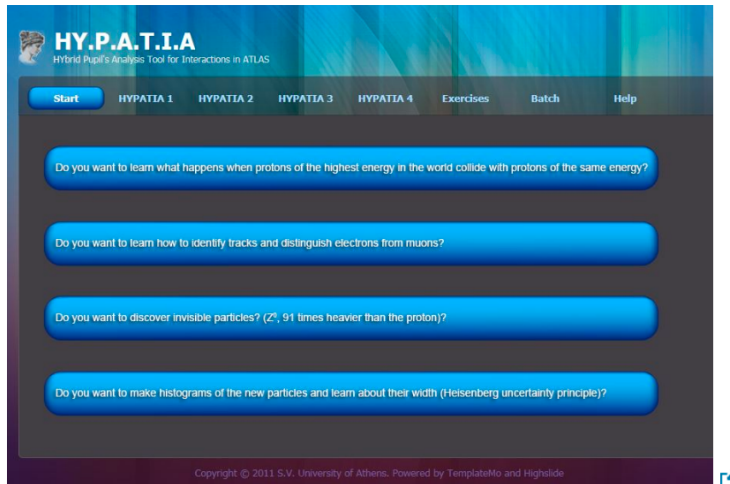 HY.P.A.T.I.A
HYbrid Pupil's Analysis Tool for Interactions in ATLAS
Start HYPATIA 1 HYPATIA 2 HYPATIA 3 HYPATIA 4 Exercises Batch Help
Do you want to learn what happens when protons of the highest energy in the world collide with protons of the same energy?
Do you want to learn how to identify tracks and distinguish electrons from muons?
Do you want to discover invisible particles? (Z⁰, 91 times heavier than the proton)?
Do you want to make histograms of the new particles and learn about their width (Heisenberg uncertainty principle)?
Copyright © 2011 S.V. University of Athens. Powered by TemplateMo and Highslide